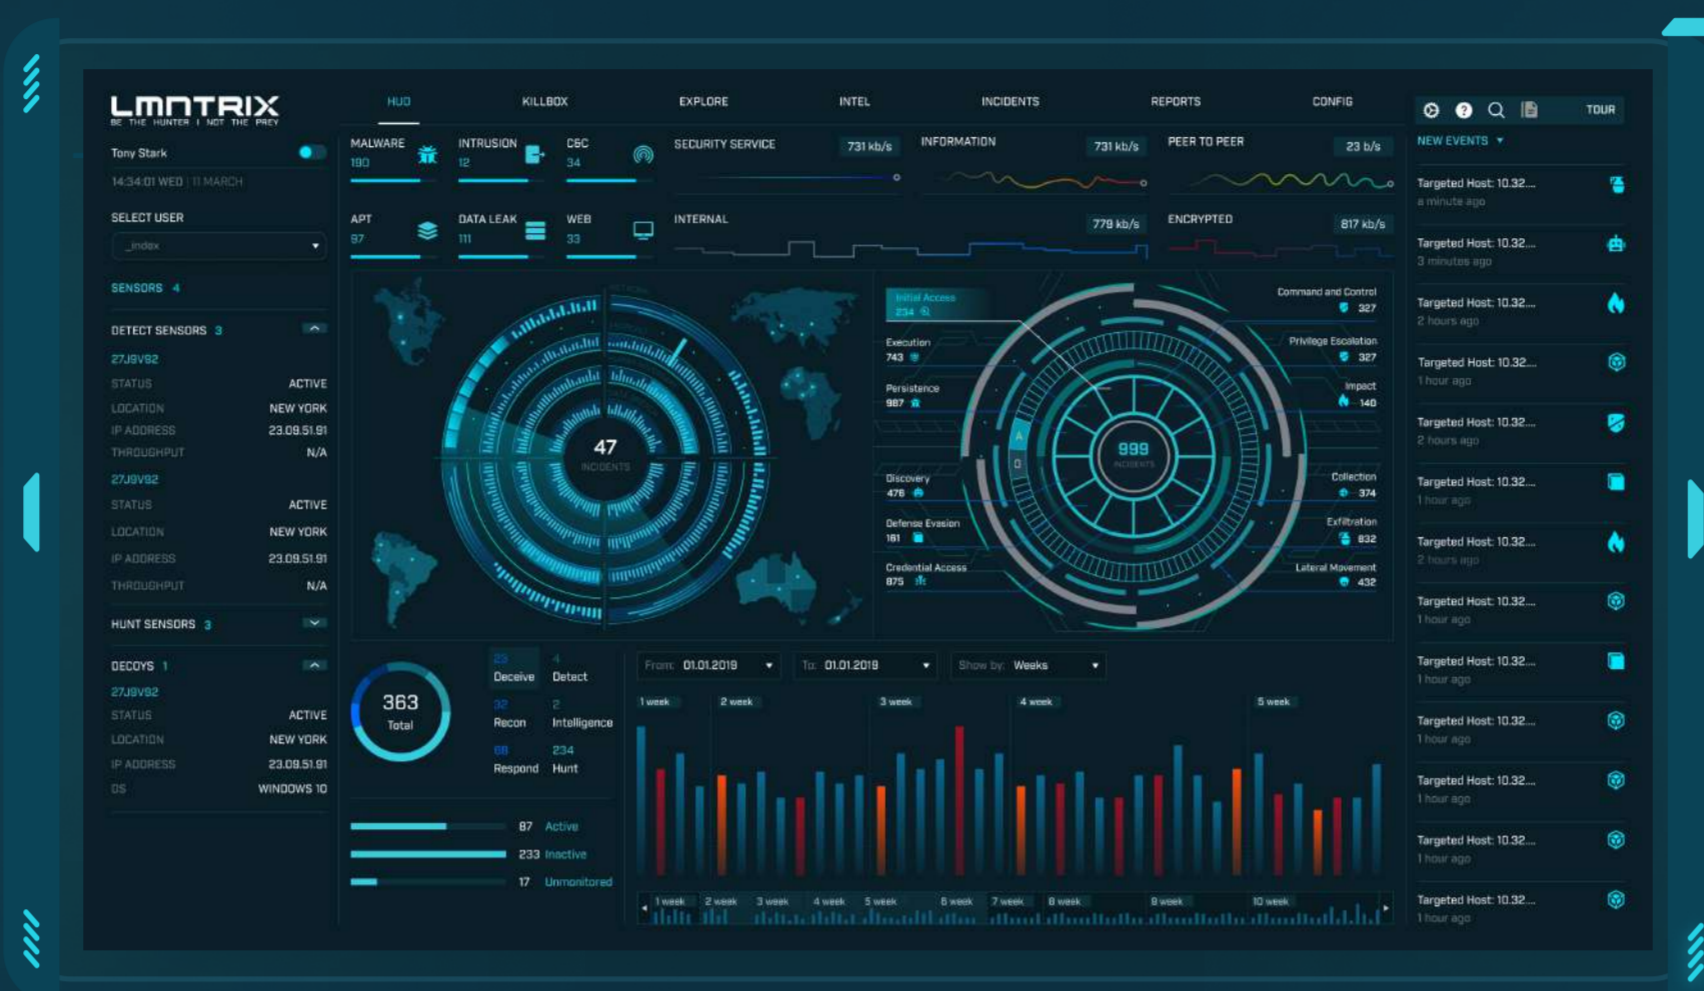 LMNTRIX
BE THE HUNTER | NOT THE PREY
HUD
KILLBOX
EXPLORE
INTEL
INCIDENTS
REPORTS
CONFIG
TOUR
Tony Stark
14:34:01 WED | 11 MARCH
SELECT USER
_index
SENSORS 4
DETECT SENSORS 3
27J9V92
STATUS ACTIVE
LOCATION NEW YORK
IP ADDRESS 23.09.51.91
THROUGHPUT N/A
27J9V92
STATUS ACTIVE
LOCATION NEW YORK
IP ADDRESS 23.09.51.91
THROUGHPUT N/A
HUNT SENSORS 3
DECOYS 1
27J9V92
STATUS ACTIVE
LOCATION NEW YORK
IP ADDRESS 23.09.51.91
OS WINDOWS 10
MALWARE
190
INTRUSION
12
C&C
34
APT
97
DATA LEAK
111
WEB
33
SECURITY SERVICE 731 kb/s
INFORMATION 731 kb/s
PEER TO PEER 23 b/s
INTERNAL 779 kb/s
ENCRYPTED 817 kb/s
47
INCIDENTS
Initial Access
234
Execution
743
Persistence
987
Discovery
476
Defense Evasion
161
Credential Access
875
A
D
999
INCIDENTS
Command and Control
327
Privilege Escalation
327
Impact
140
Collection
374
Exfiltration
832
Lateral Movement
432
363
Total
23
Deceive
4
Detect
32
Recon
2
Intelligence
68
Respond
234
Hunt
87 Active
233 Inactive
17 Unmonitored
From: 01.01.2019
To: 01.01.2019
Show by: Weeks
1 week
2 week
3 week
4 week
5 week
1 week
2 week
3 week
4 week
5 week
6 week
7 week
8 week
9 week
10 week
NEW EVENTS
Targeted Host: 10.32....
a minute ago
Targeted Host: 10.32....
3 minutes ago
Targeted Host: 10.32....
2 hours ago
Targeted Host: 10.32....
1 hour ago
Targeted Host: 10.32....
2 hours ago
Targeted Host: 10.32....
1 hour ago
Targeted Host: 10.32....
2 hours ago
Targeted Host: 10.32....
1 hour ago
Targeted Host: 10.32....
1 hour ago
Targeted Host: 10.32....
1 hour ago
Targeted Host: 10.32....
1 hour ago
Targeted Host: 10.32....
1 hour ago
Targeted Host: 10.32....
1 hour ago